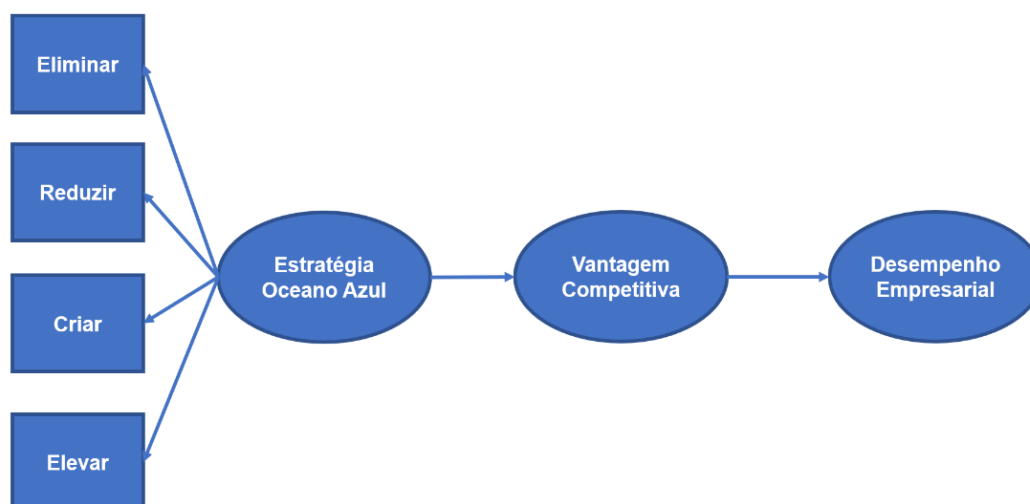 Eliminar
Reduzir
Criar
Elevar
Estratégia
Oceano Azul
Vantagem
Competitiva
Desempenho
Empresarial